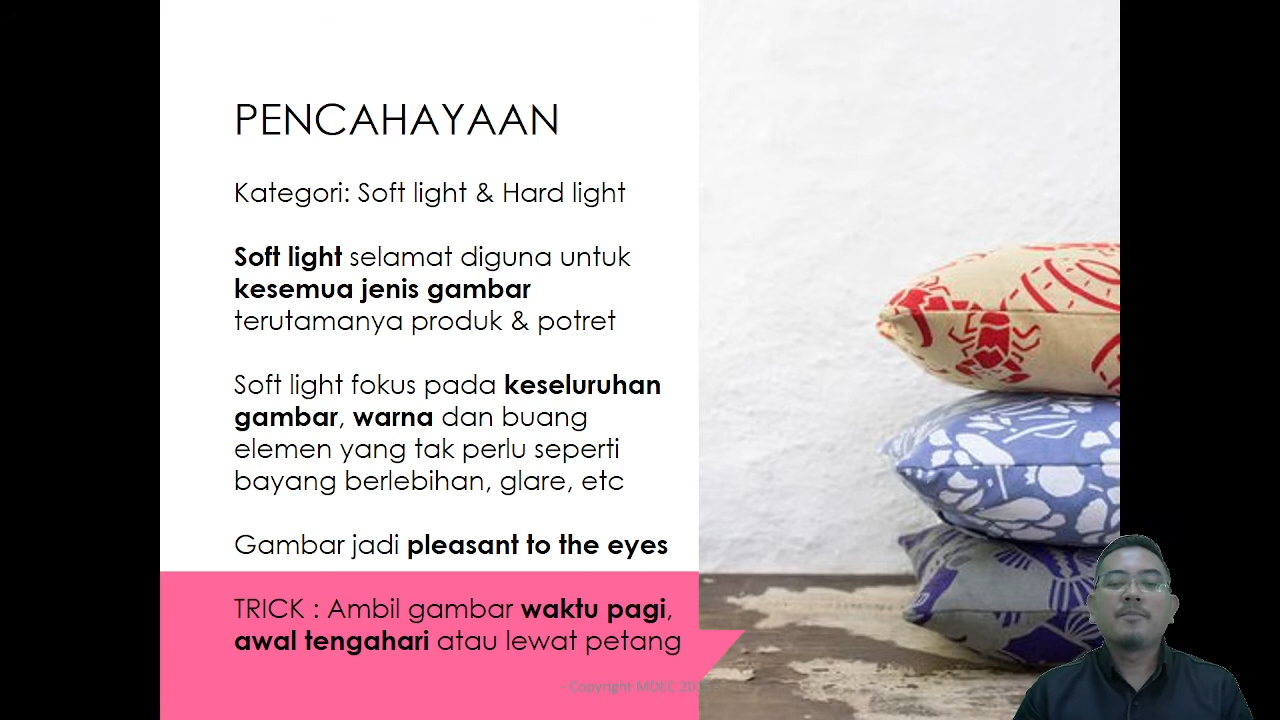 PENCAHAYAAN
Kategori: Soft light & Hard light
Soft light selamat diguna untuk
kesemua jenis gambar
terutamanya produk & potret
Soft light fokus pada keseluruhan
gambar, warna dan buang
elemen yang tak perlu seperti
bayang berlebihan, glare, etc
Gambar jadi pleasant to the eyes
TRICK : Ambil gambar waktu pagi,
awal tengahari atau lewat petang
- Copyright MDEC